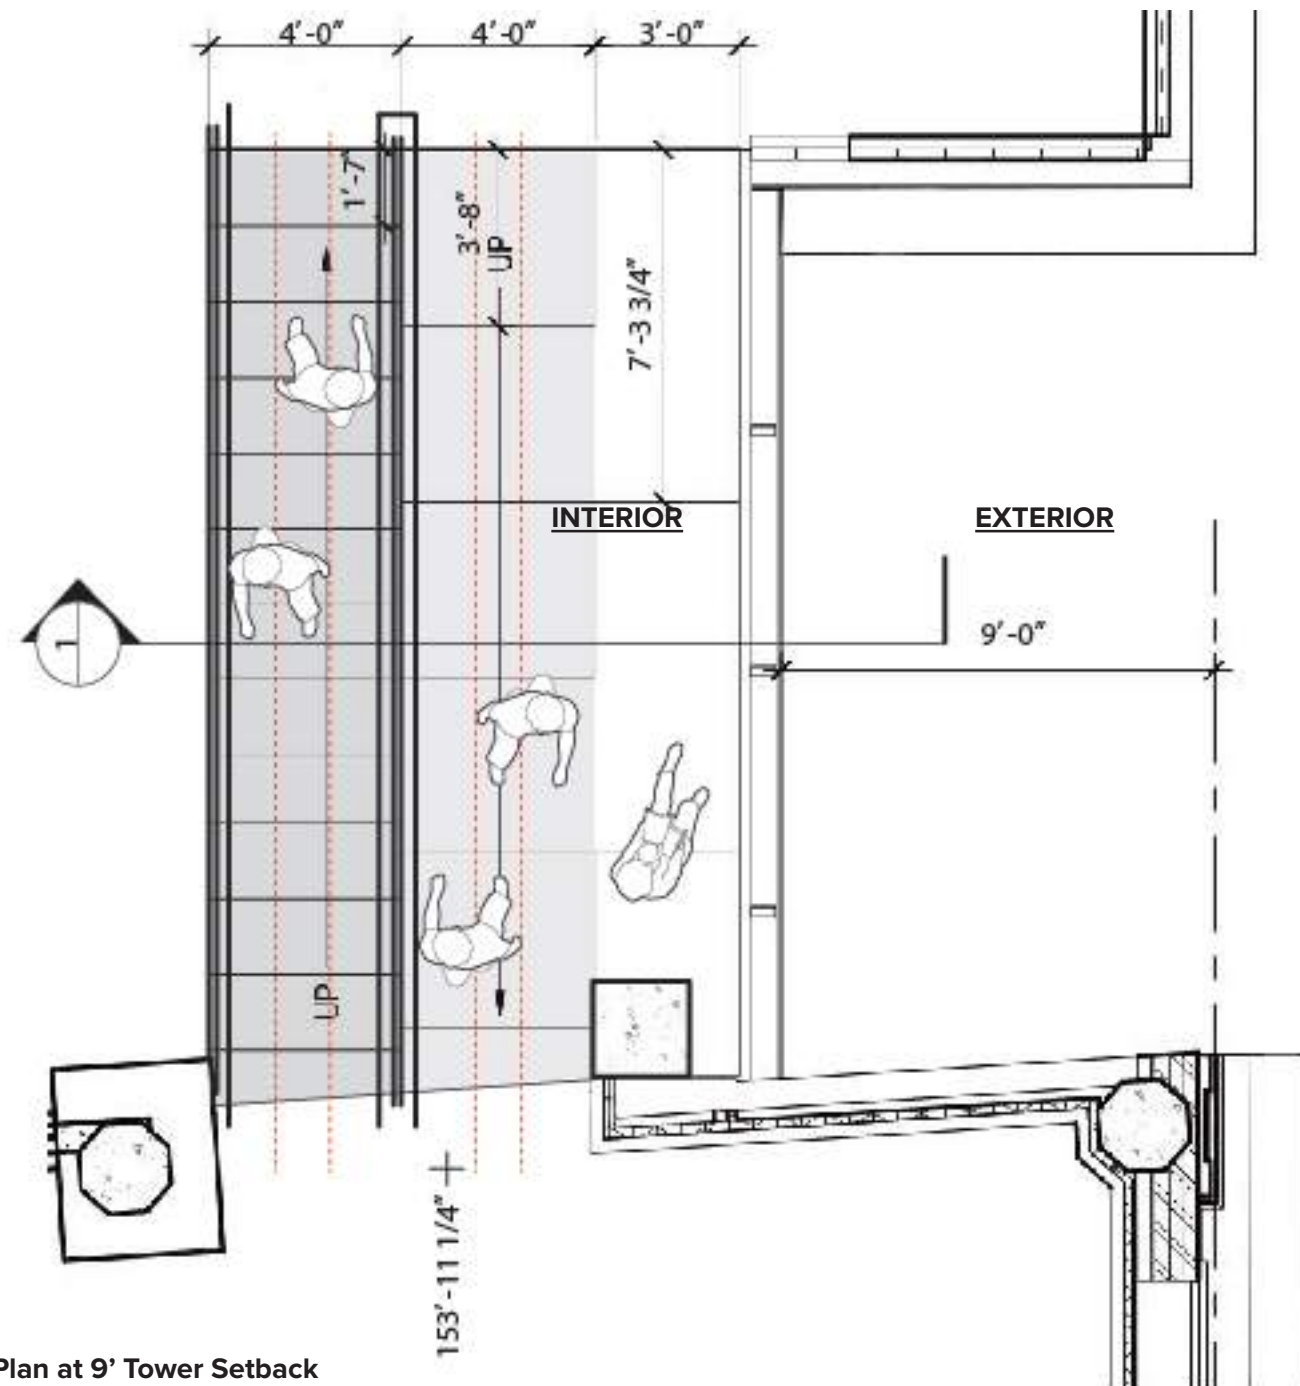 4'-0"
4'-0"
3'-0"
1'-7"
3'-8"
UP
7'-3 3/4"
INTERIOR
EXTERIOR
1
9'-0"
UP
153'-11 1/4"
Plan at 9' Tower Setback